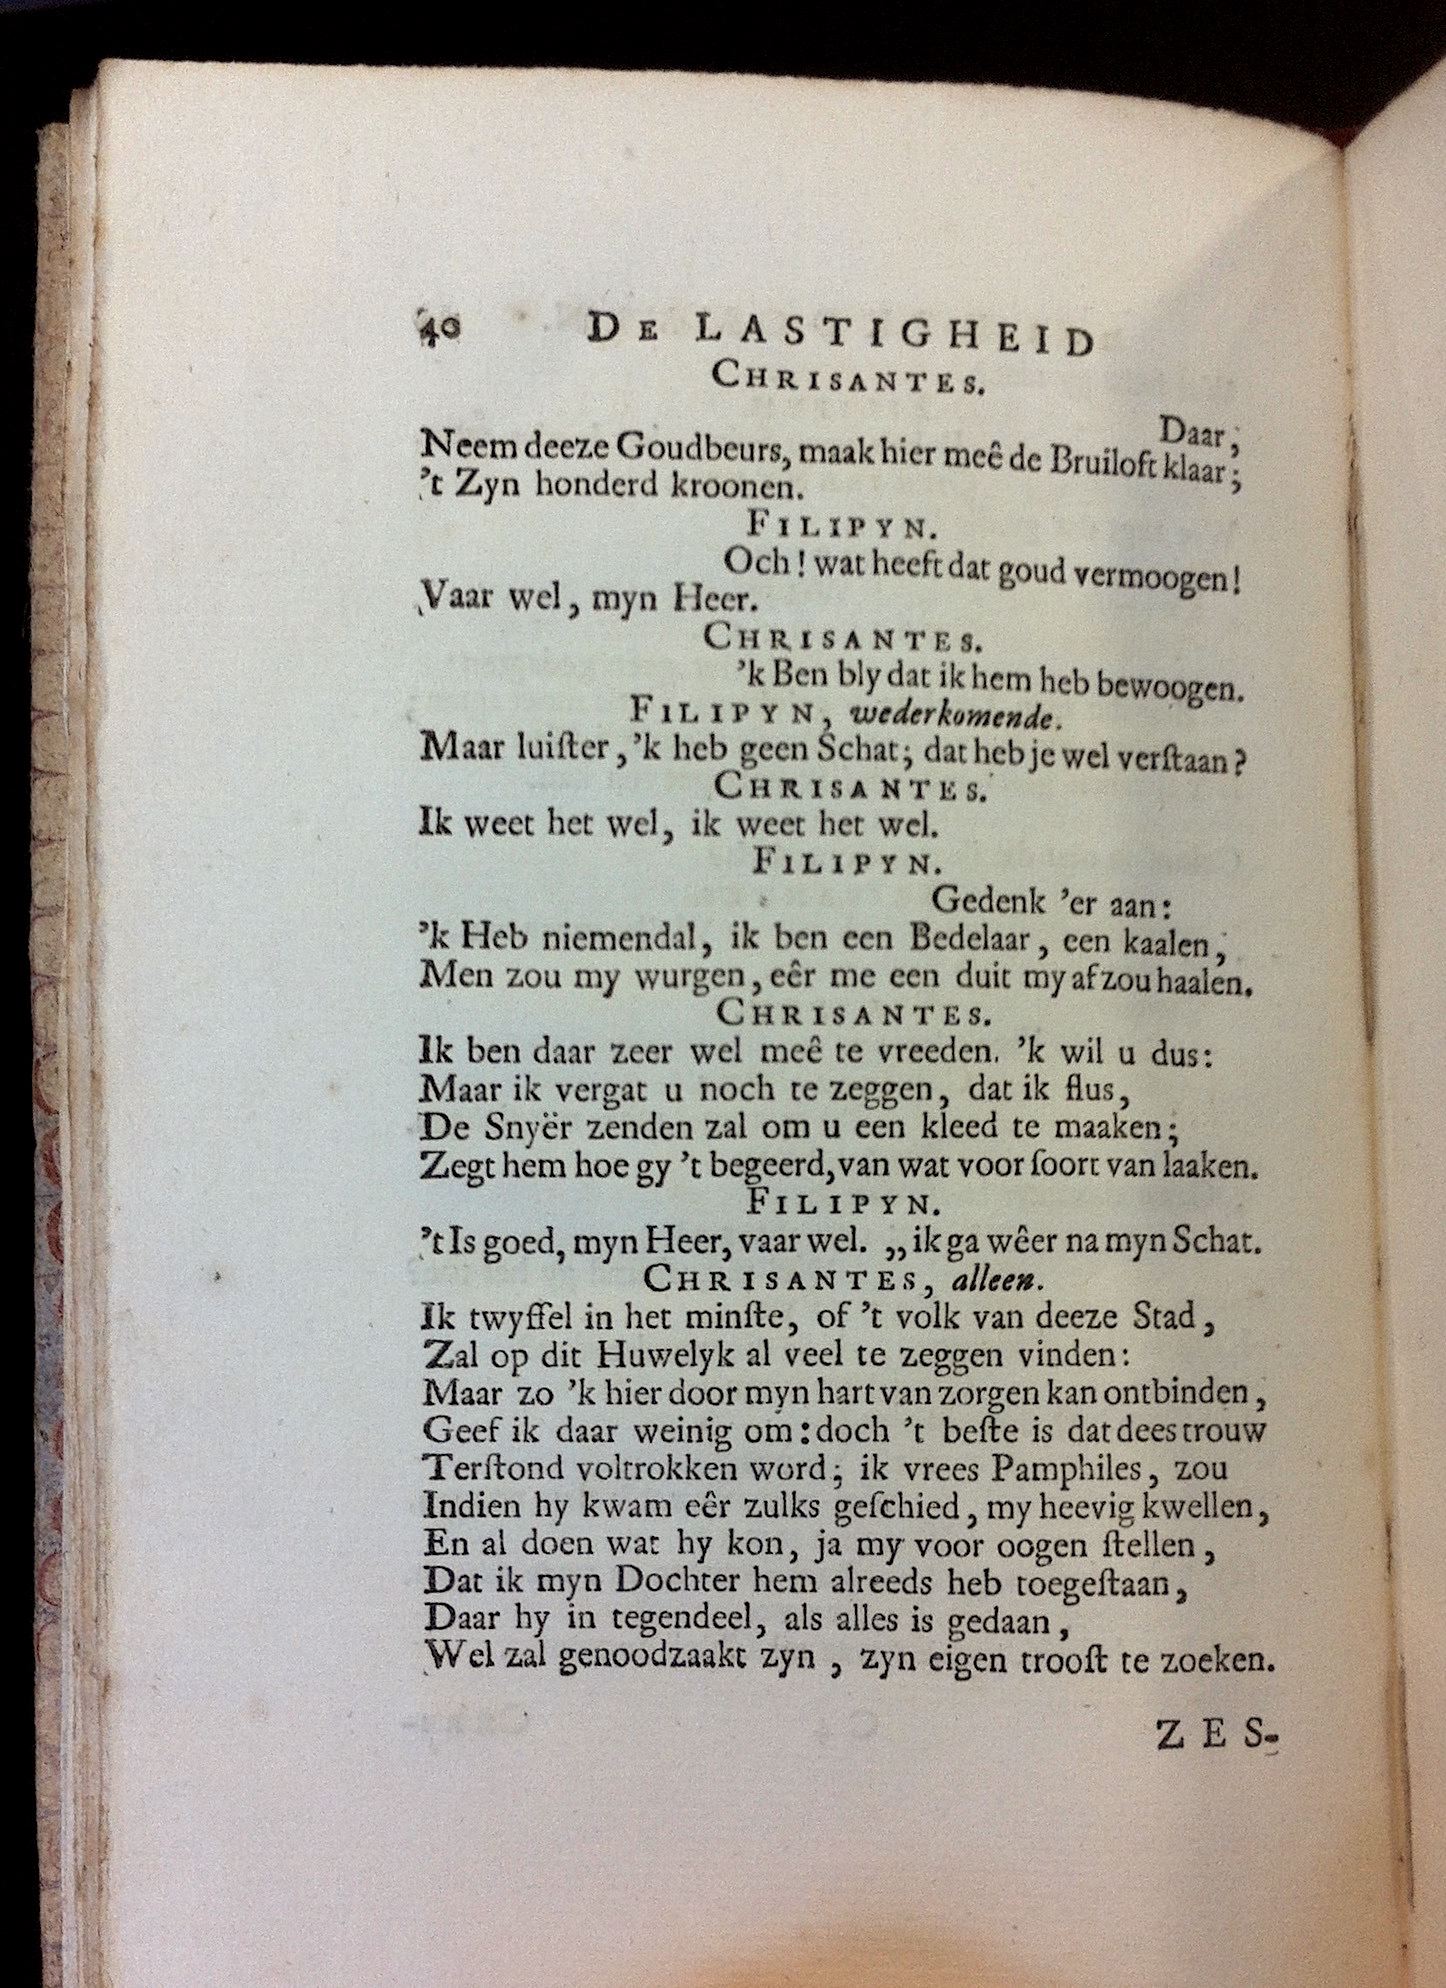 40 DE LASTIGHEID
CHRISANTES.
Daar,
Neem deeze Goudbeurs, maak hier meê de Bruiloft klaar;
't Zyn honderd kroonen.
FILIPYN.
Och! wat heeft dat goud vermoogen!
Vaar wel, myn Heer.
CHRISANTES.
'k Ben bly dat ik hem heb bewoogen.
FILIPYN, wederkomende.
Maar luiſter, 'k heb geen Schat; dat heb je wel verſtaan?
CHRISANTES.
Ik weet het wel, ik weet het wel.
FILIPYN.
Gedenk 'er aan:
'k Heb niemendal, ik ben een Bedelaar, een kaalen,
Men zou my wurgen, eêr me een duit my af zou haalen.
CHRISANTES.
Ik ben daar zeer wel meê te vreeden. 'k wil u dus:
Maar ik vergat u noch te zeggen, dat ik flus,
De Snyër zenden zal om u een kleed te maaken;
Zegt hem hoe gy 't begeerd, van wat voor ſoort van laaken.
FILIPYN.
't Is goed, myn Heer, vaar wel. ,, ik ga wêer na myn Schat.
CHRISANTES, alleen.
Ik twyffel in het minſte, of 't volk van deeze Stad,
Zal op dit Huwelyk al veel te zeggen vinden:
Maar zo 'k hier door myn hart van zorgen kan ontbinden,
Geef ik daar weinig om: doch 't beſte is dat dees trouw
Terſtond voltrokken word; ik vrees Pamphiles, zou
Indien hy kwam eêr zulks geſchied, my heevig kwellen,
En al doen wat hy kon, ja my voor oogen ſtellen,
Dat ik myn Dochter hem alreeds heb toegeſtaan,
Daar hy in tegendeel, als alles is gedaan,
Wel zal genoodzaakt zyn, zyn eigen trooſt te zoeken.
ZES-